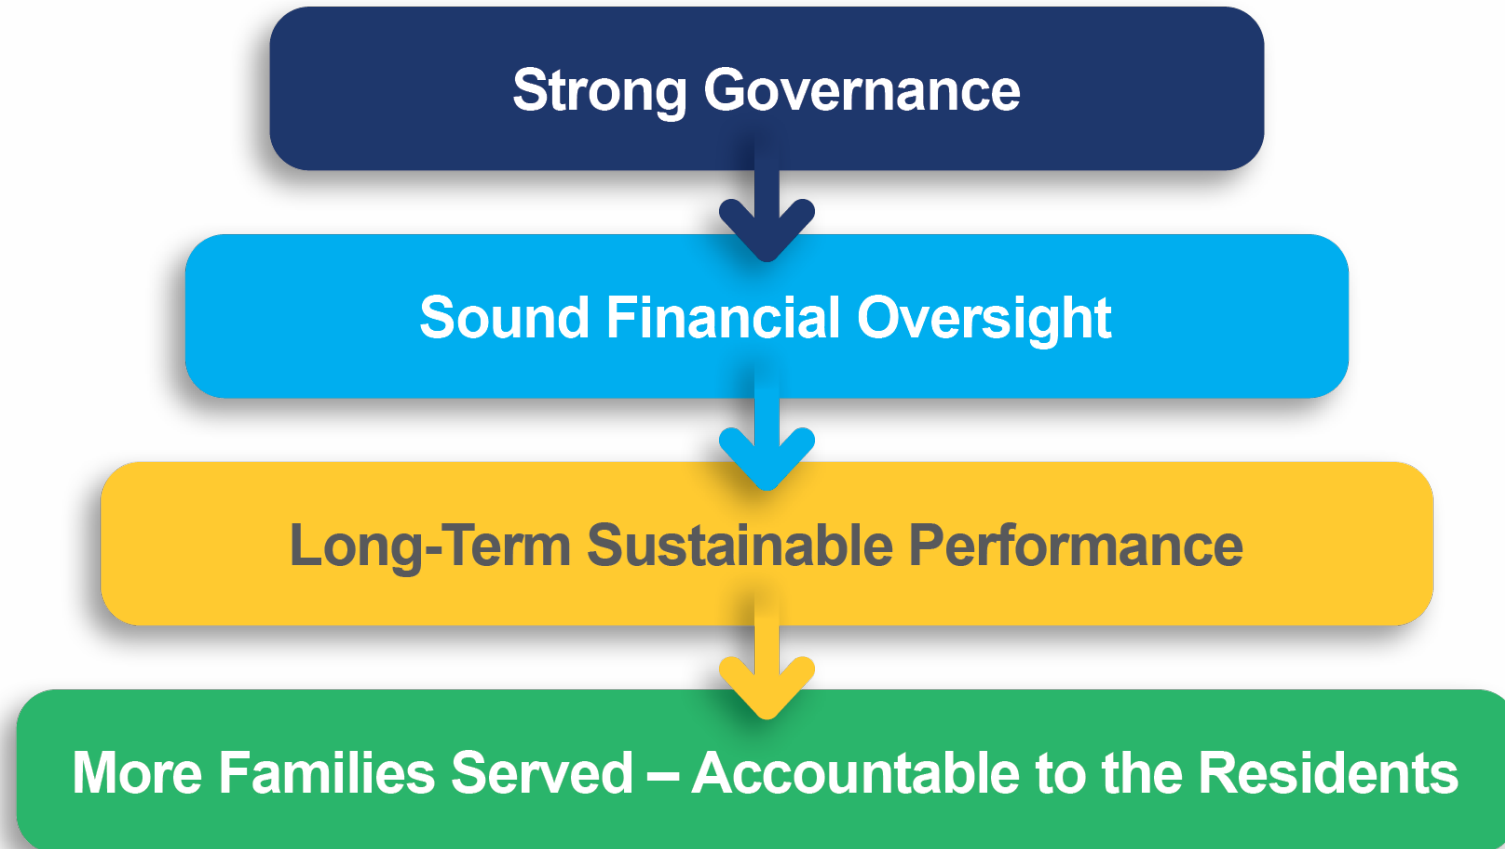 Strong Governance
Sound Financial Oversight
Long-Term Sustainable Performance
More Families Served – Accountable to the Residents